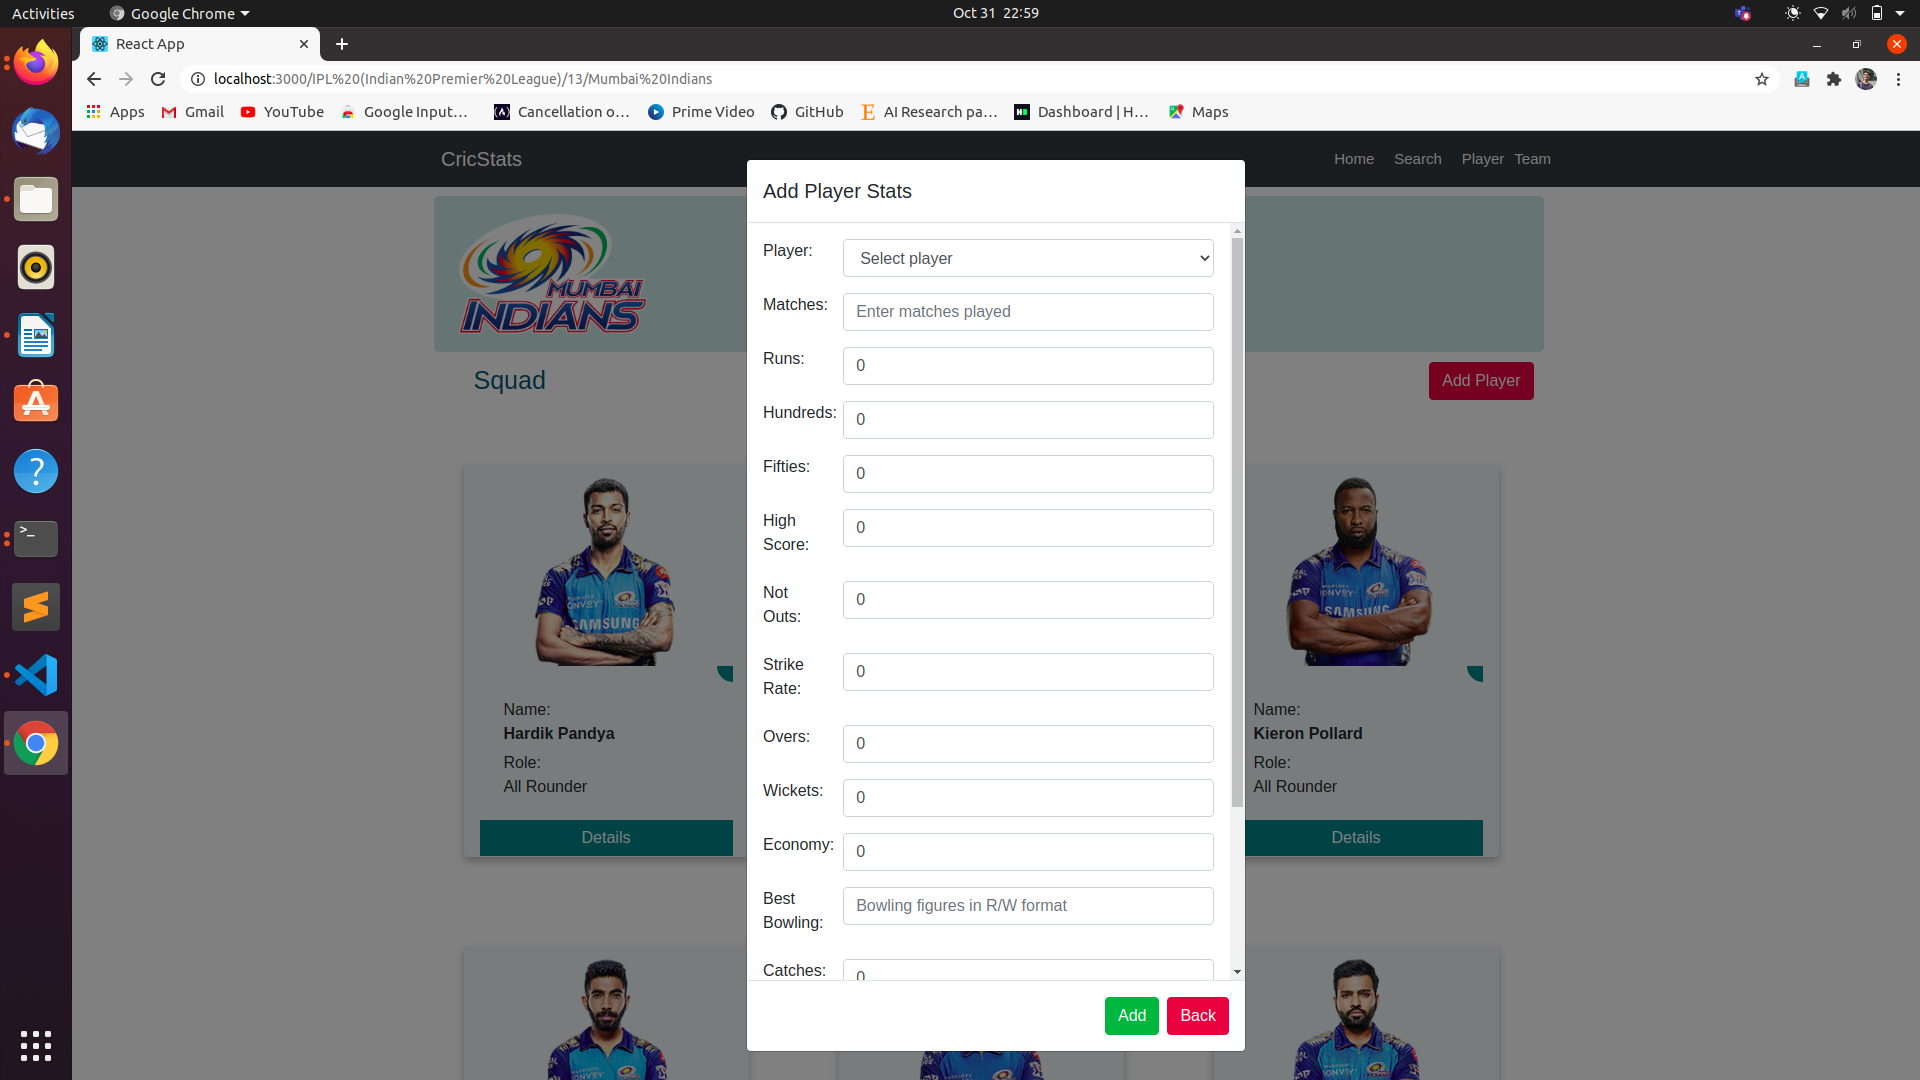 Activities
Google Chrome
Oct 31 22:59
React App
localhost:3000/IPL%20(Indian%20Premier%20League)/13/Mumbai%20Indians
Apps
Gmail
YouTube
Google Input…
Cancellation o…
Prime Video
GitHub
AI Research pa…
Dashboard | H…
Maps
CricStats
Home
Search
Player
Team
MUMBAI
INDIANS
Squad
Add Player
Add Player Stats
Player:
Select player
Matches:
Enter matches played
Runs:
0
Hundreds:
0
Fifties:
0
High
Score:
0
Not
Outs:
0
Strike
Rate:
0
Overs:
0
Wickets:
0
Economy:
0
Best
Bowling:
Bowling figures in R/W format
Catches:
0
Add
Back
SAMSUNG
Name:
Hardik Pandya
Role:
All Rounder
Details
SAMSUNG
Name:
Kieron Pollard
Role:
All Rounder
Details